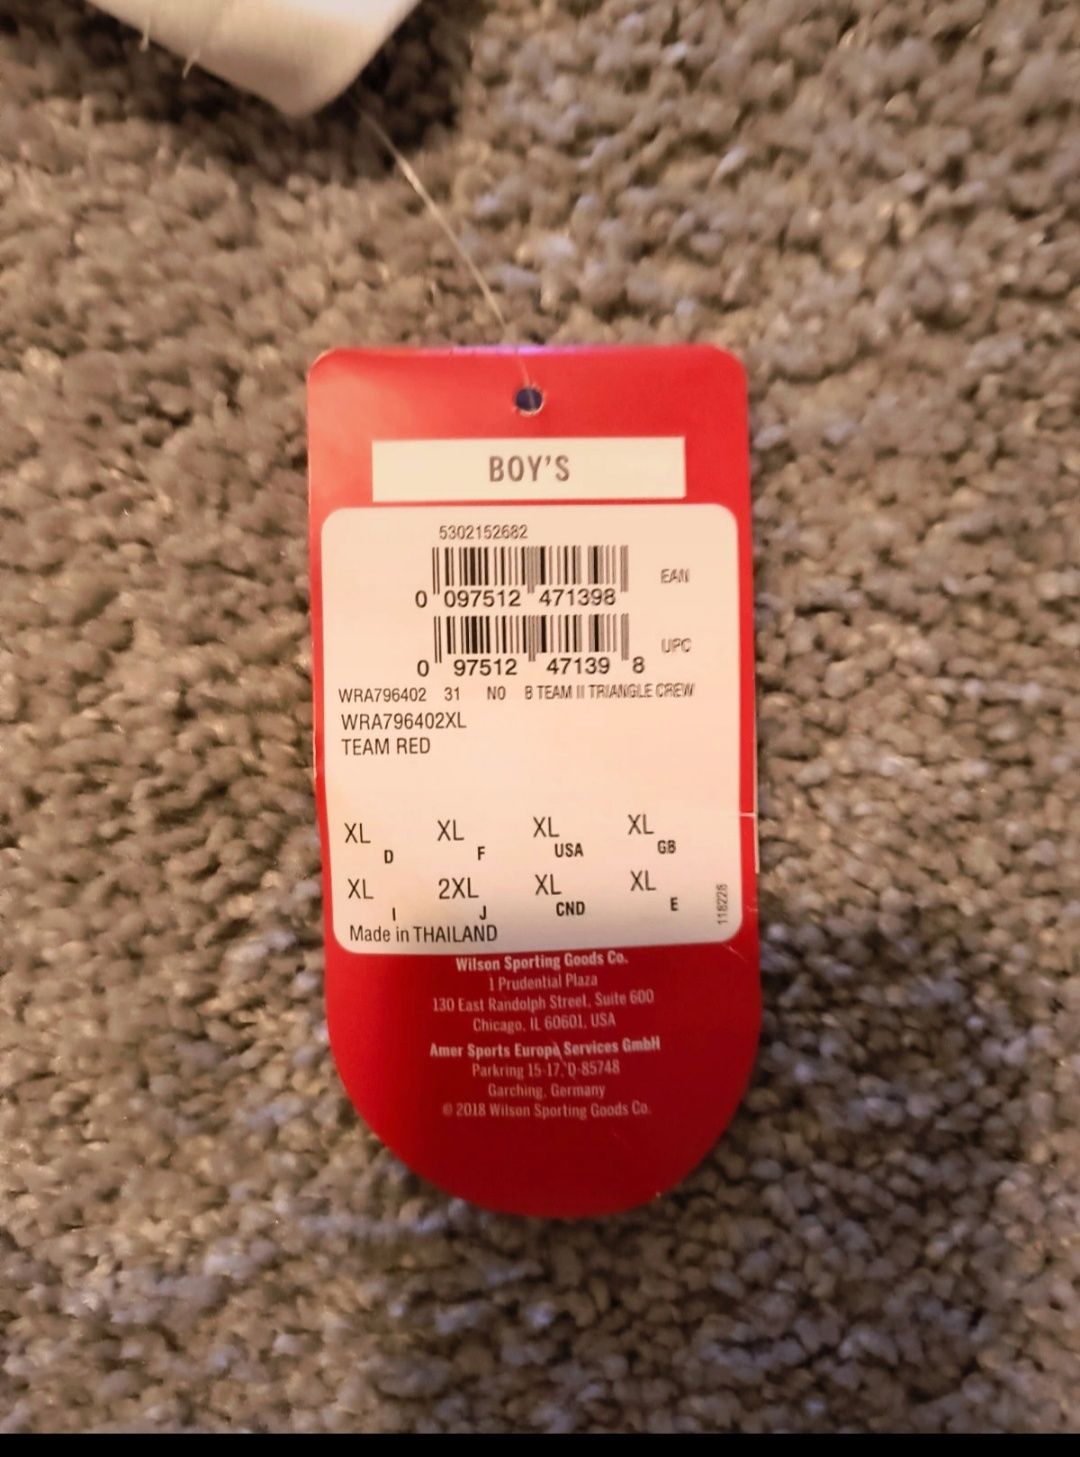 BOY'S
5302152682
EAN
0 097512 471398
UPC
0 97512 47139 8
WRA796402 31 NO B TEAM II TRIANGLE CREW
WRA796402XL
TEAM RED
XL D XL F XL USA XL GB
XL I 2XL J XL CND XL E
118228
Made in THAILAND
Wilson Sporting Goods Co.
1 Prudential Plaza
130 East Randolph Street, Suite 600
Chicago, IL 60601, USA
Amer Sports Europe Services GmbH
Parkring 15-17, D-85748
Garching, Germany
© 2018 Wilson Sporting Goods Co.